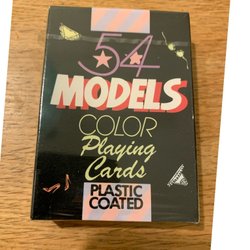 54
MODELS
COLOR
Playing
Cards
PLASTIC
COATED